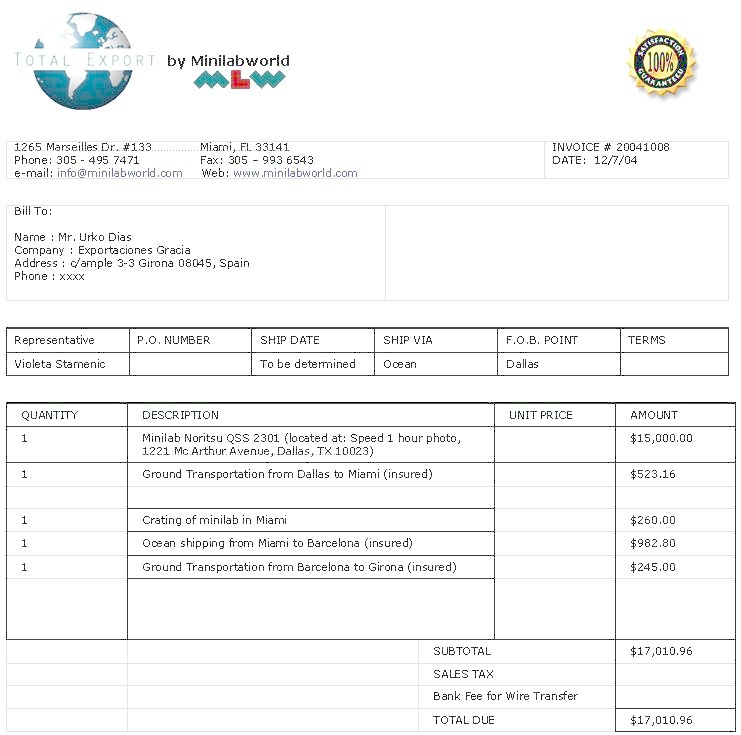 TOTAL EXPORT by Minilabworld
MLW
SATISFACTION
100%
GUARANTEED
1265 Marseilles Dr. #133.............. Miami, FL 33141 INVOICE # 20041008
Phone: 305 - 495 7471 Fax: 305 – 993 6543 DATE: 12/7/04
e-mail: info@minilabworld.com Web: www.minilabworld.com
Bill To:
Name : Mr. Urko Dias
Company : Exportaciones Gracia
Address : c/ample 3-3 Girona 08045, Spain
Phone : xxxx
Representative P.O. NUMBER SHIP DATE SHIP VIA F.O.B. POINT TERMS
Violeta Stamenic To be determined Ocean Dallas
QUANTITY DESCRIPTION UNIT PRICE AMOUNT
1 Minilab Noritsu QSS 2301 (located at: Speed 1 hour photo, $15,000.00
1221 Mc Arthur Avenue, Dallas, TX 10023)
1 Ground Transportation from Dallas to Miami (insured) $523.16
1 Crating of minilab in Miami $260.00
1 Ocean shipping from Miami to Barcelona (insured) $982.80
1 Ground Transportation from Barcelona to Girona (insured) $245.00
SUBTOTAL $17,010.96
SALES TAX
Bank Fee for Wire Transfer
TOTAL DUE $17,010.96